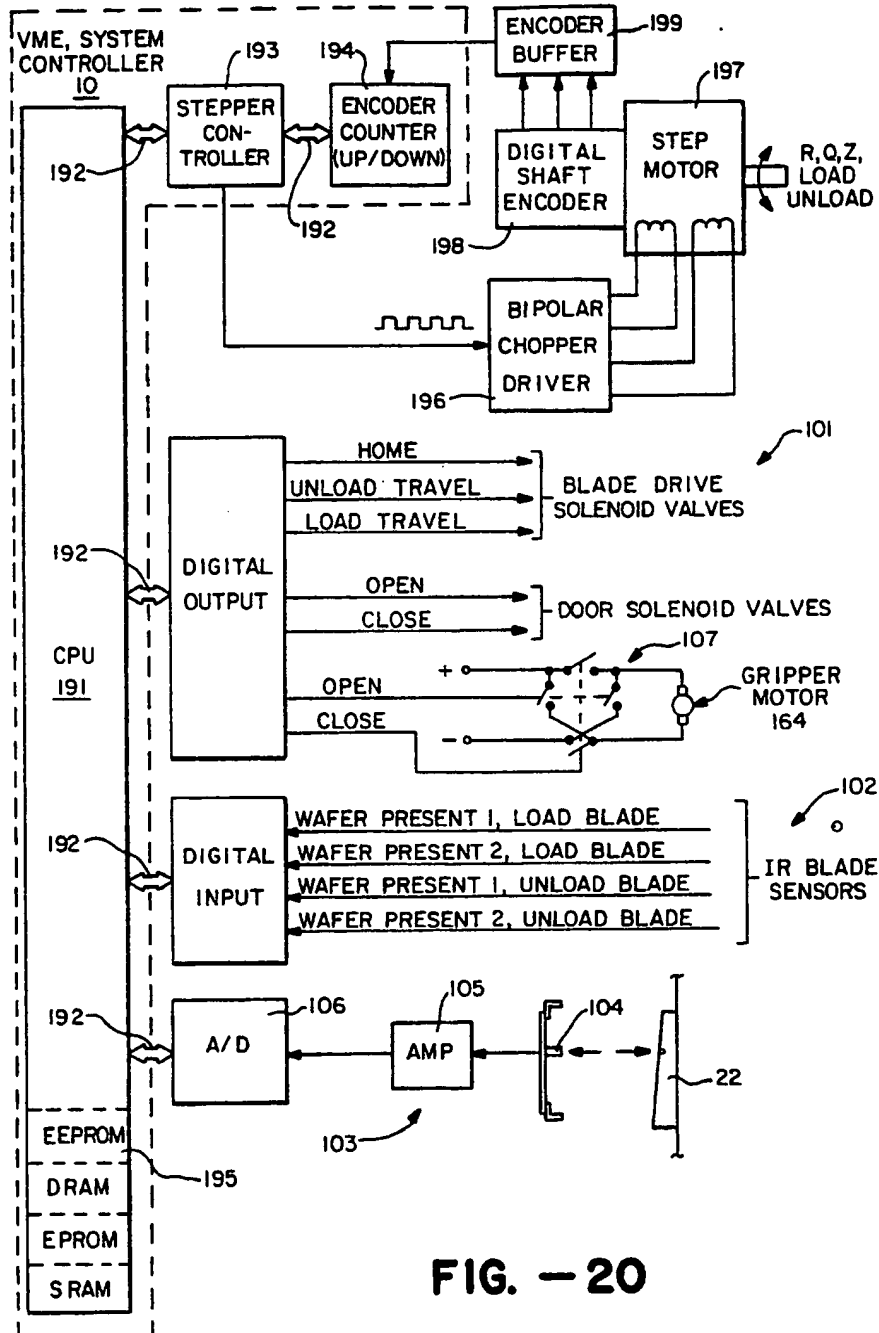 VME, SYSTEM
CONTROLLER
10
193
194
ENCODER
BUFFER
199
197
STEPPER
CON-
TROLLER
ENCODER
COUNTER
(UP/DOWN)
192
192
DIGITAL
SHAFT
ENCODER
198
STEP
MOTOR
R,Q,Z,
LOAD
UNLOAD
BIPOLAR
CHOPPER
DRIVER
196
101
HOME
UNLOAD TRAVEL
LOAD TRAVEL
BLADE DRIVE
SOLENOID VALVES
192
DIGITAL
OUTPUT
OPEN
CLOSE
DOOR SOLENOID VALVES
CPU
191
107
+
OPEN
CLOSE
-
GRIPPER
MOTOR
164
192
DIGITAL
INPUT
WAFER PRESENT 1, LOAD BLADE
WAFER PRESENT 2, LOAD BLADE
WAFER PRESENT 1, UNLOAD BLADE
WAFER PRESENT 2, UNLOAD BLADE
102
IR BLADE
SENSORS
192
106
A/D
105
AMP
104
22
103
EEPROM
195
DRAM
EPROM
SRAM
FIG. -20